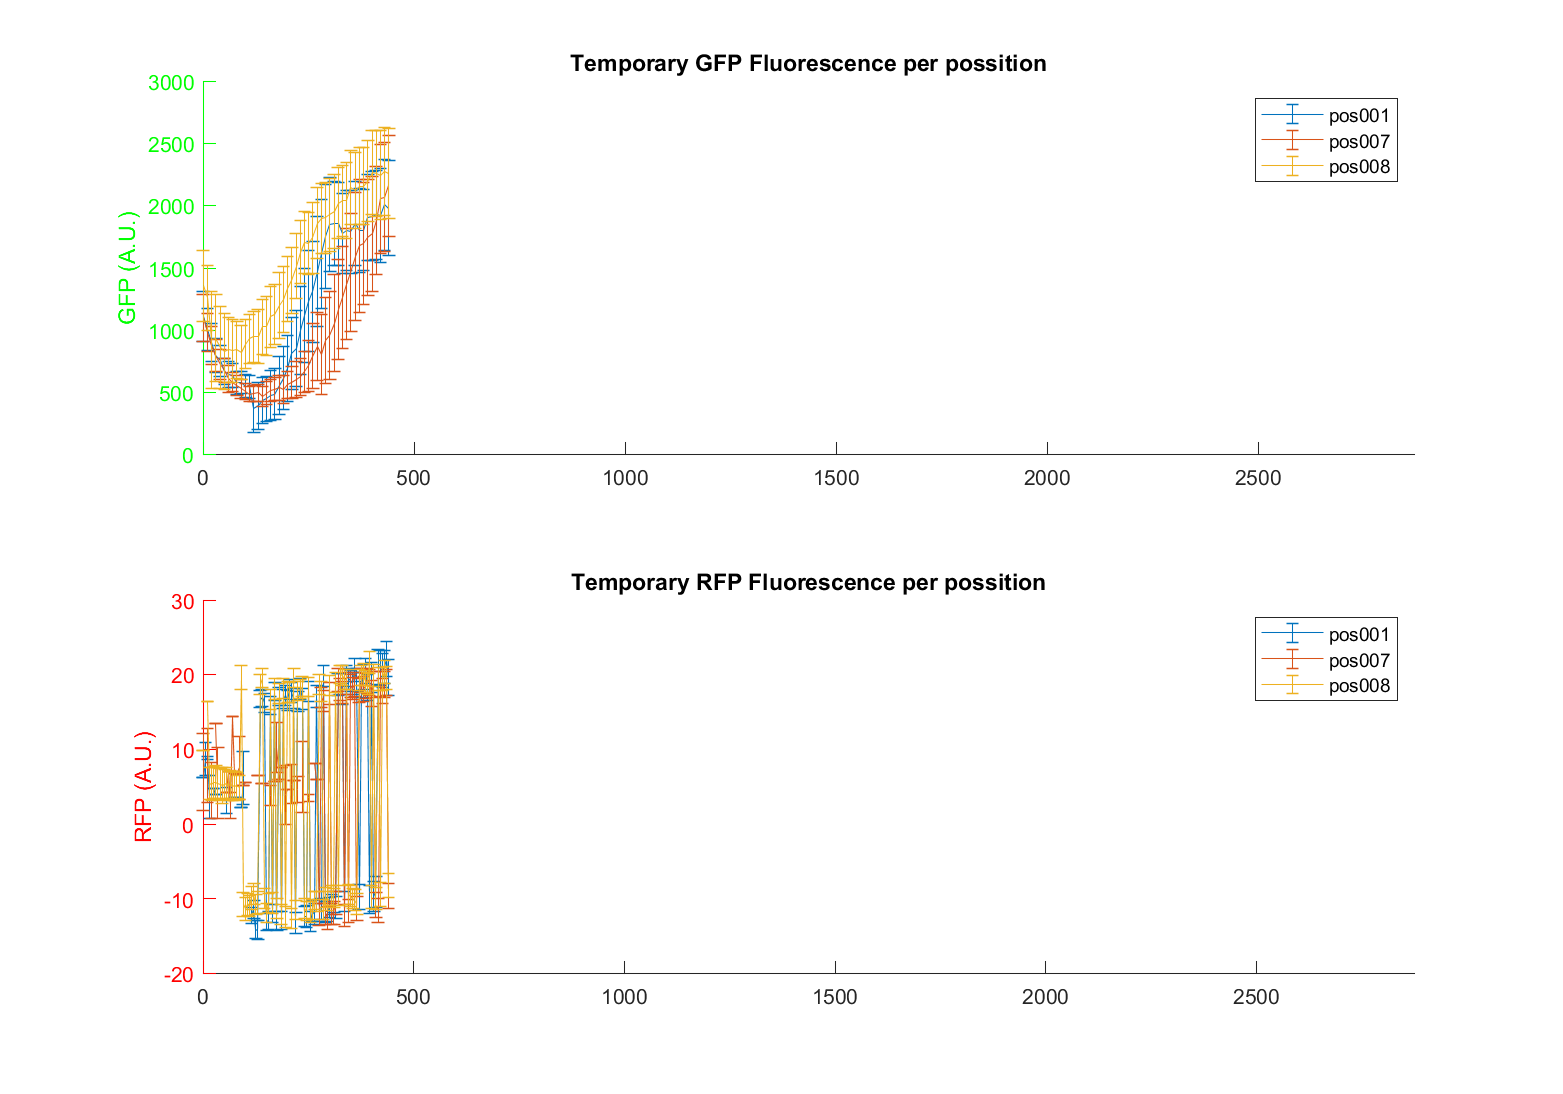 Temporary GFP Fluorescence per possition
3000
2500
2000
1500
1000
500
0
GFP (A.U.)
0 500 1000 1500 2000 2500
pos001
pos007
pos008
Temporary RFP Fluorescence per possition
30
20
10
0
-10
-20
RFP (A.U.)
0 500 1000 1500 2000 2500
pos001
pos007
pos008